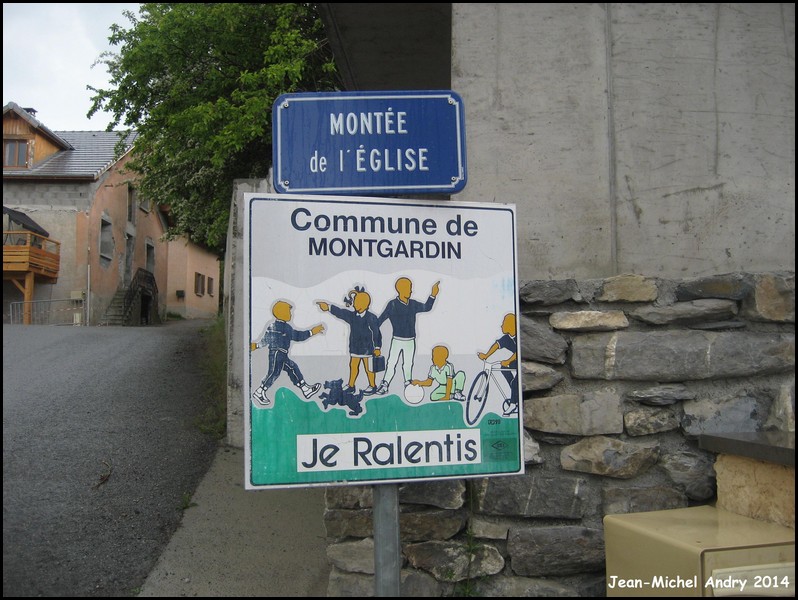 MONTÉE
de l'ÉGLISE
Commune de
MONTGARDIN
Je Ralentis
Jean-Michel Andry 2014